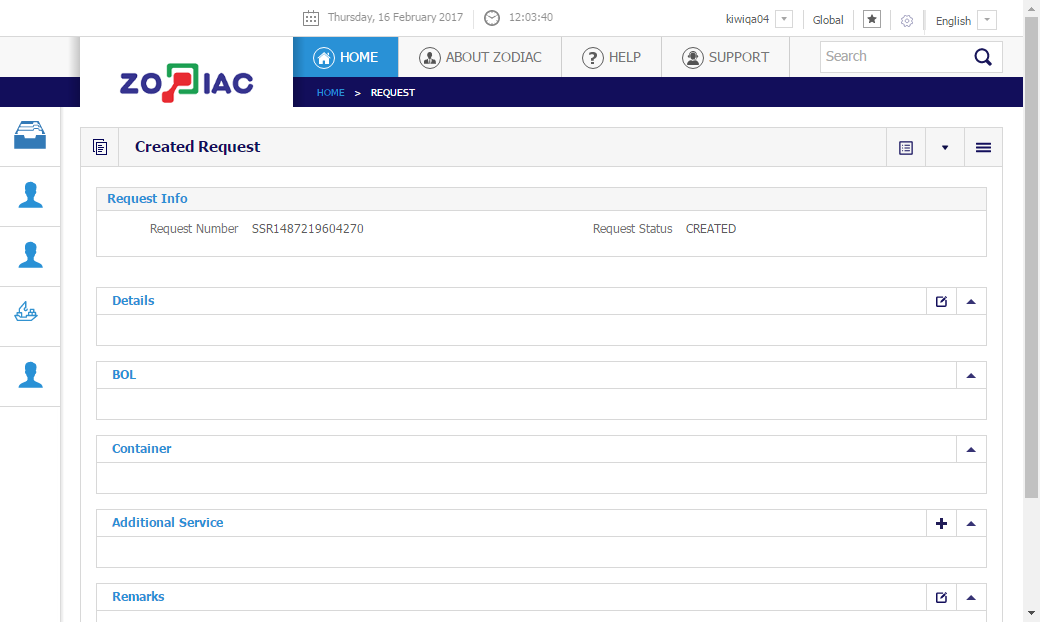 Thursday, 16 February 2017
12:03:40
kiwiqa04
Global
English
ZODIAC
HOME
ABOUT ZODIAC
HELP
SUPPORT
Search
HOME > REQUEST
Created Request
Request Info
Request Number SSR1487219604270
Request Status CREATED
Details
BOL
Container
Additional Service
Remarks